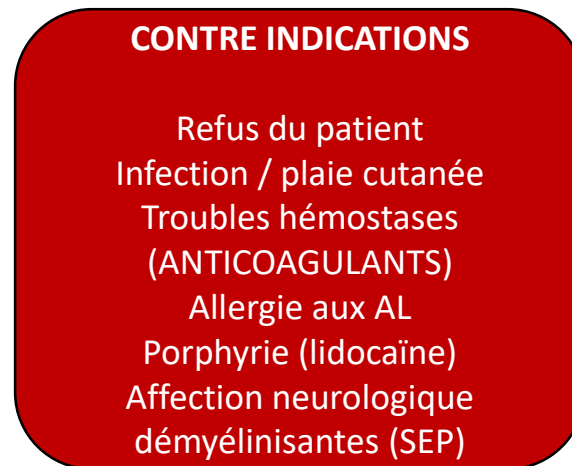 CONTRE INDICATIONS
Refus du patient
Infection / plaie cutanée
Troubles hémostases
(ANTICOAGULANTS)
Allergie aux AL
Porphyrie (lidocaïne)
Affection neurologique
démyélinisantes (SEP)